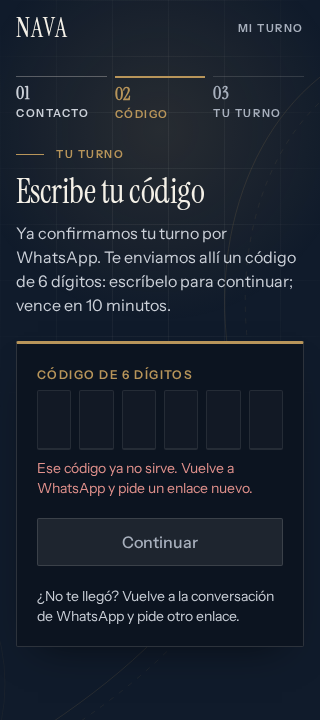 NAVA
MI TURNO
01
CONTACTO
02
CÓDIGO
03
TU TURNO
TU TURNO
Escribe tu código
Ya confirmamos tu turno por
WhatsApp. Te enviamos allí un código
de 6 dígitos: escríbelo para continuar;
vence en 10 minutos.
CÓDIGO DE 6 DÍGITOS
Ese código ya no sirve. Vuelve a
WhatsApp y pide un enlace nuevo.
Continuar
¿No te llegó? Vuelve a la conversación
de WhatsApp y pide otro enlace.